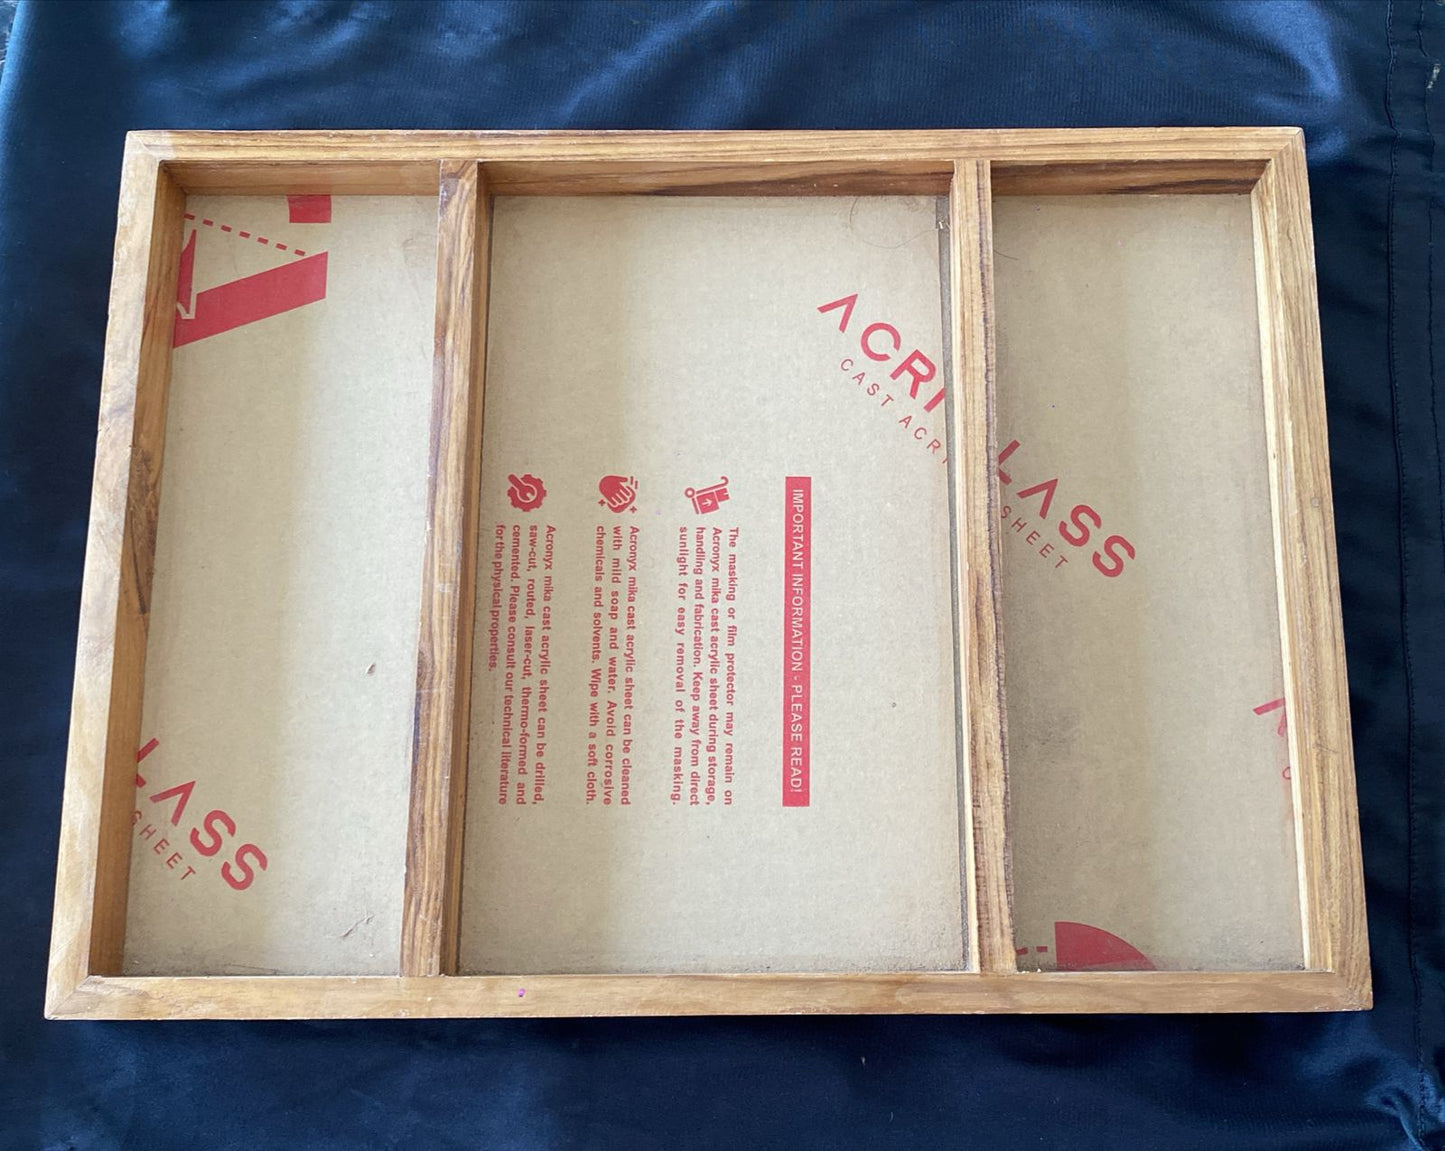 ACRI
CAST ACRY
LASS
SHEET
IMPORTANT INFORMATION - PLEASE READ!
The masking or film protector may remain on
Acronyx mika cast acrylic sheet during storage,
handling and fabrication. Keep away from direct
sunlight for easy removal of the masking.
Acronyx mika cast acrylic sheet can be cleaned
with mild soap and water. Avoid corrosive
chemicals and solvents. Wipe with a soft cloth.
Acronyx mika cast acrylic sheet can be drilled,
saw-cut, routed, laser-cut, thermo-formed and
cemented. Please consult our technical literature
for the physical properties.
LASS
SHEET